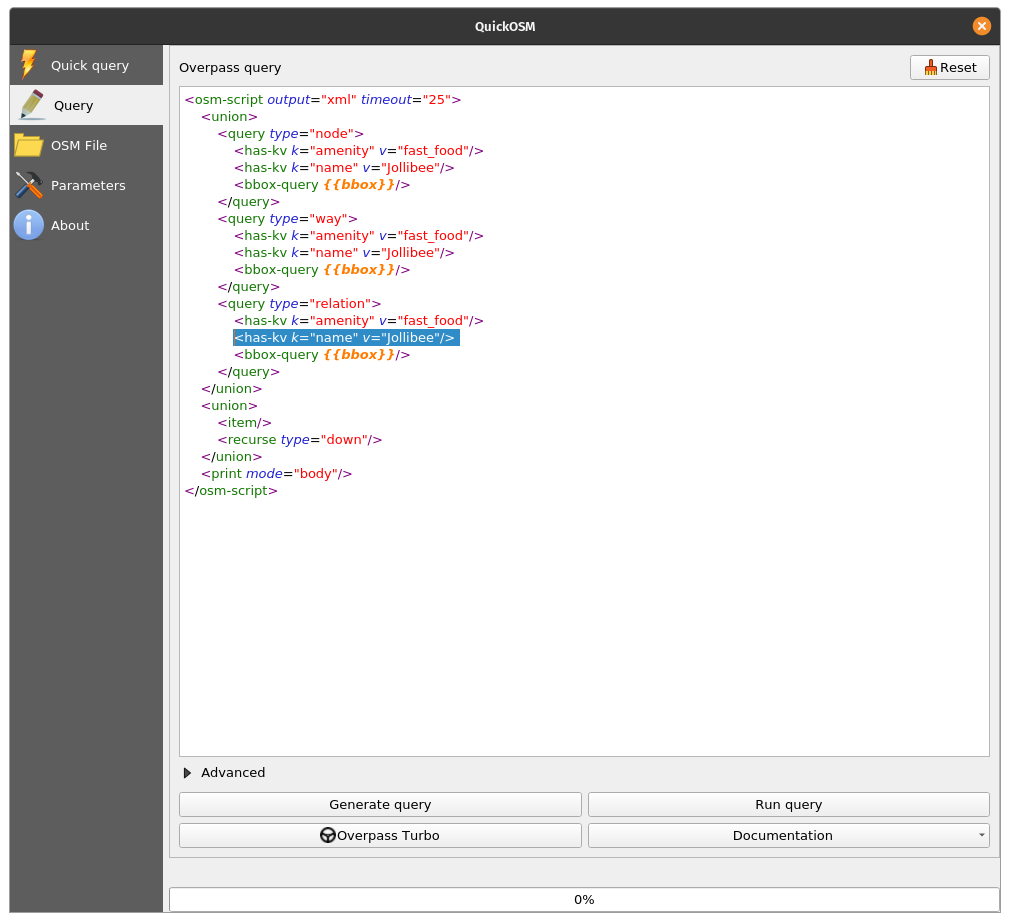 QuickOSM
Quick query
Query
OSM File
Parameters
About
Overpass query
Reset
<osm-script output="xml" timeout="25">
<union>
<query type="node">
<has-kv k="amenity" v="fast_food"/>
<has-kv k="name" v="Jollibee"/>
<bbox-query {{bbox}}/>
</query>
<query type="way">
<has-kv k="amenity" v="fast_food"/>
<has-kv k="name" v="Jollibee"/>
<bbox-query {{bbox}}/>
</query>
<query type="relation">
<has-kv k="amenity" v="fast_food"/>
<has-kv k="name" v="Jollibee"/>
<bbox-query {{bbox}}/>
</query>
</union>
<union>
<item/>
<recurse type="down"/>
</union>
<print mode="body"/>
</osm-script>
Advanced
Generate query
Run query
Overpass Turbo
Documentation
0%